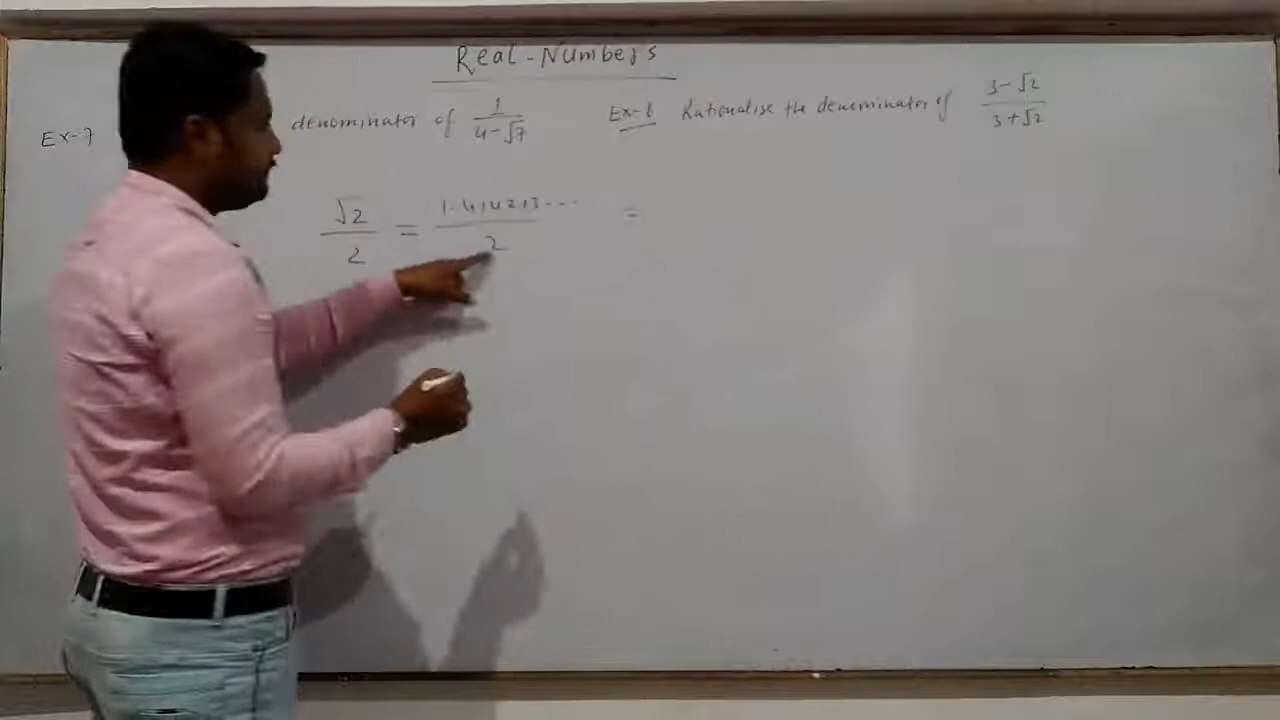 Real-Numbers
Ex-7 denominator of 1/(4-√7)
Ex-8 Rationalise the denominator of (3-√2)/(3+√2)
√2/2 = 1.414213.../2 =